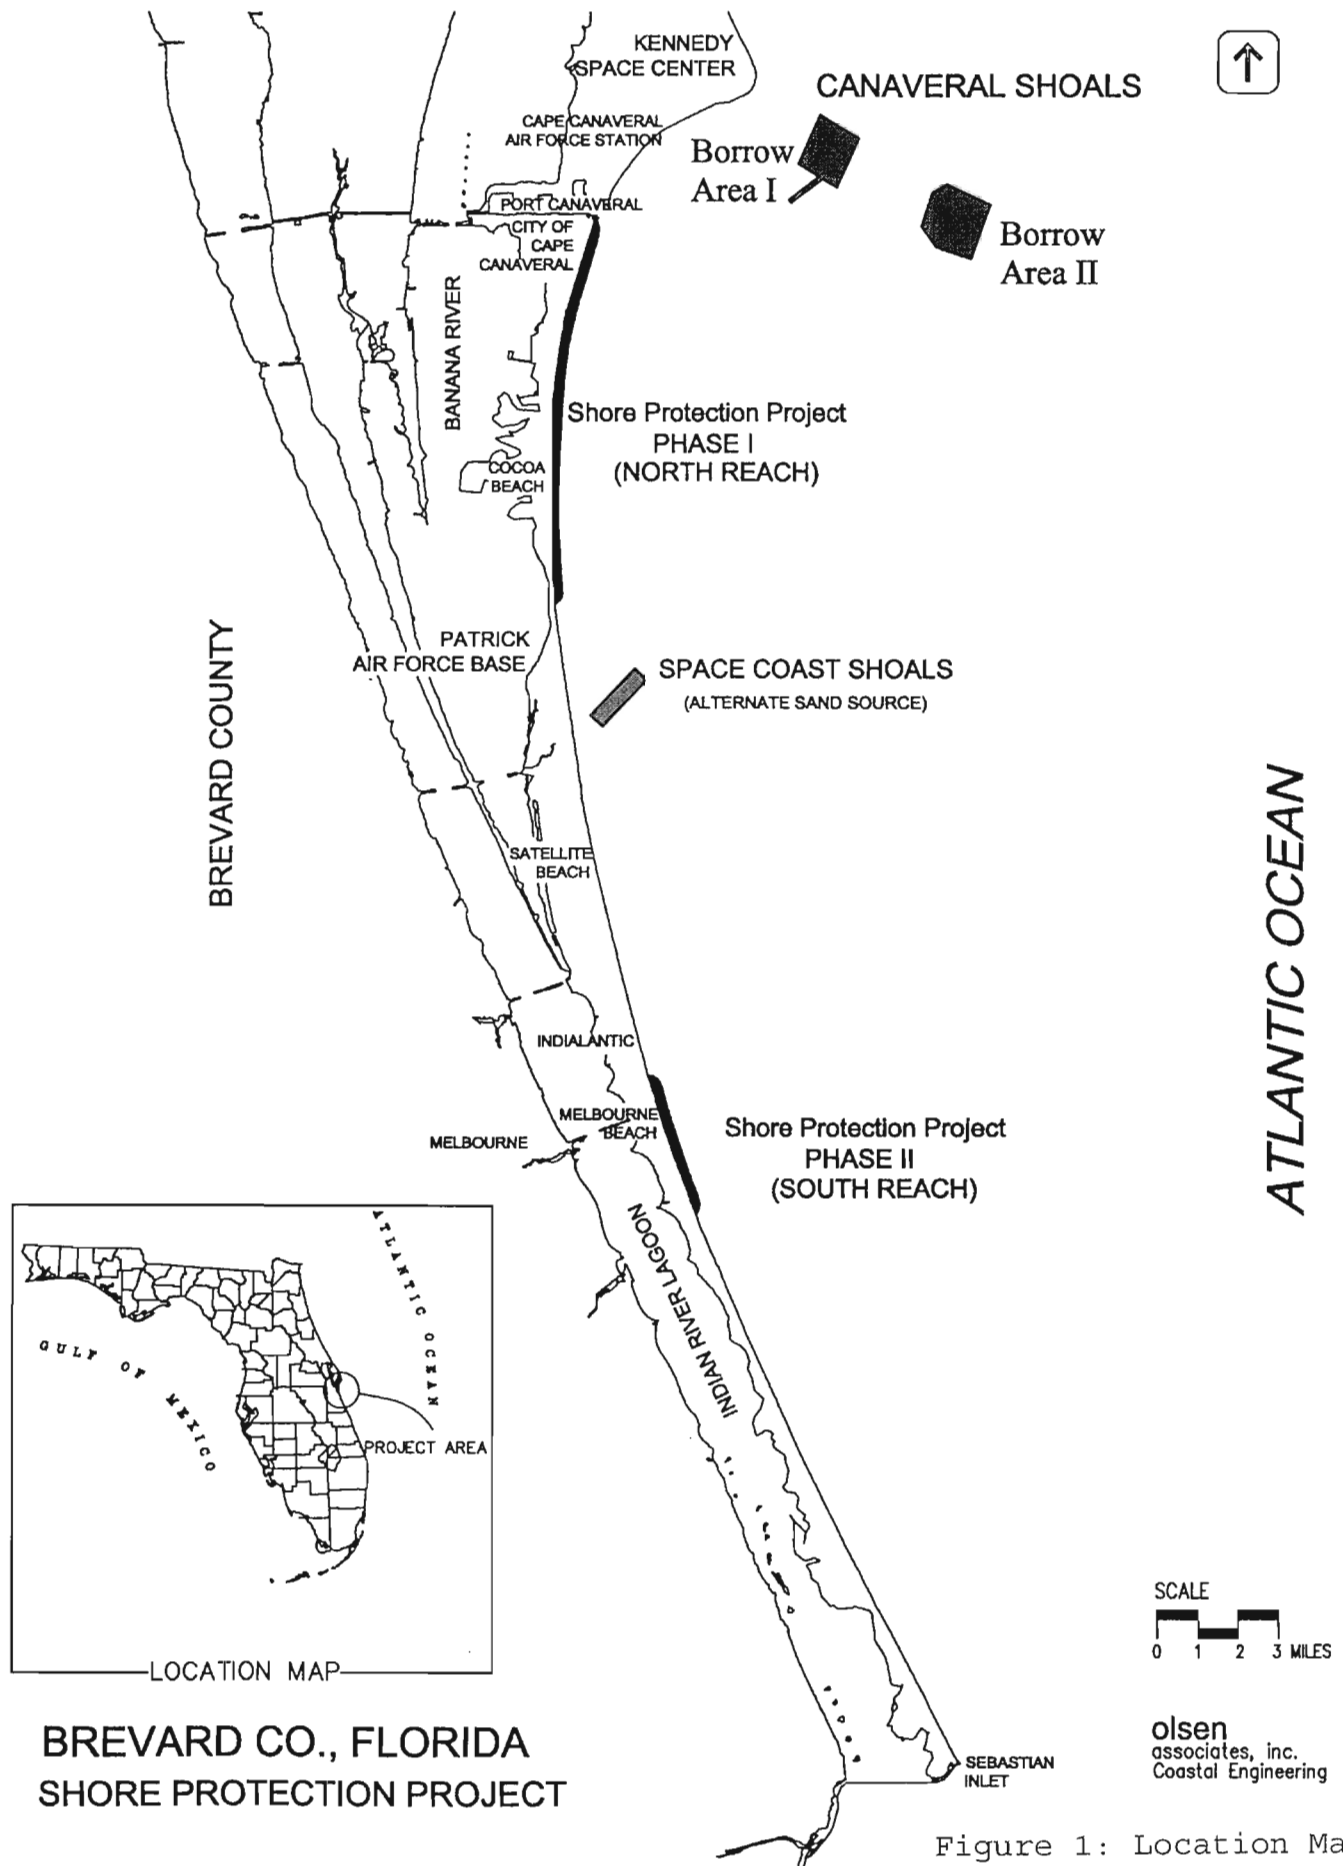 KENNEDY
SPACE CENTER
CANAVERAL SHOALS
CAPE CANAVERAL
AIR FORCE STATION
Borrow
Area I
PORT CANAVERAL
CITY OF
CAPE
CANAVERAL
Borrow
Area II
BANANA RIVER
Shore Protection Project
PHASE I
(NORTH REACH)
COCOA
BEACH
PATRICK
AIR FORCE BASE
SPACE COAST SHOALS
(ALTERNATE SAND SOURCE)
BREVARD COUNTY
ATLANTIC OCEAN
SATELLITE
BEACH
INDIALANTIC
MELBOURNE
BEACH
MELBOURNE
Shore Protection Project
PHASE II
(SOUTH REACH)
INDIAN RIVER LAGOON
ATLANTIC OCEAN
GULF OF MEXICO
PROJECT AREA
LOCATION MAP
SCALE
0 1 2 3 MILES
BREVARD CO., FLORIDA
SHORE PROTECTION PROJECT
olsen
associates, inc.
Coastal Engineering
SEBASTIAN
INLET
Figure 1: Location Ma